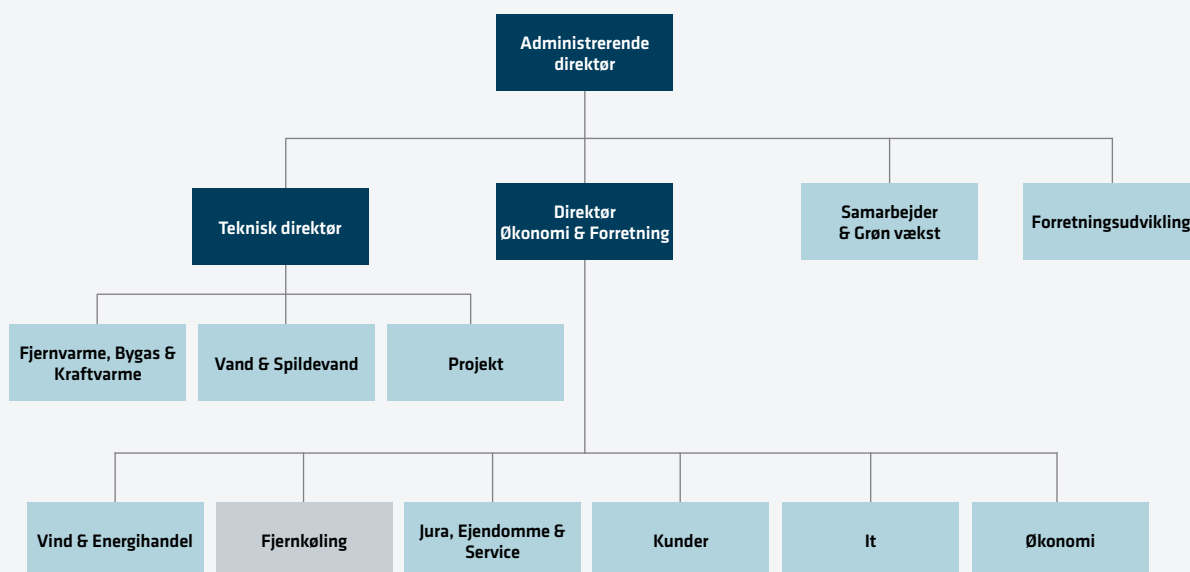 Administrerende
direktør
Teknisk direktør
Direktør
Økonomi & Forretning
Samarbejder
& Grøn vækst
Forretningsudvikling
Fjernvarme, Bygas &
Kraftvarme
Vand & Spildevand
Projekt
Vind & Energihandel
Fjernkøling
Jura, Ejendomme &
Service
Kunder
It
Økonomi